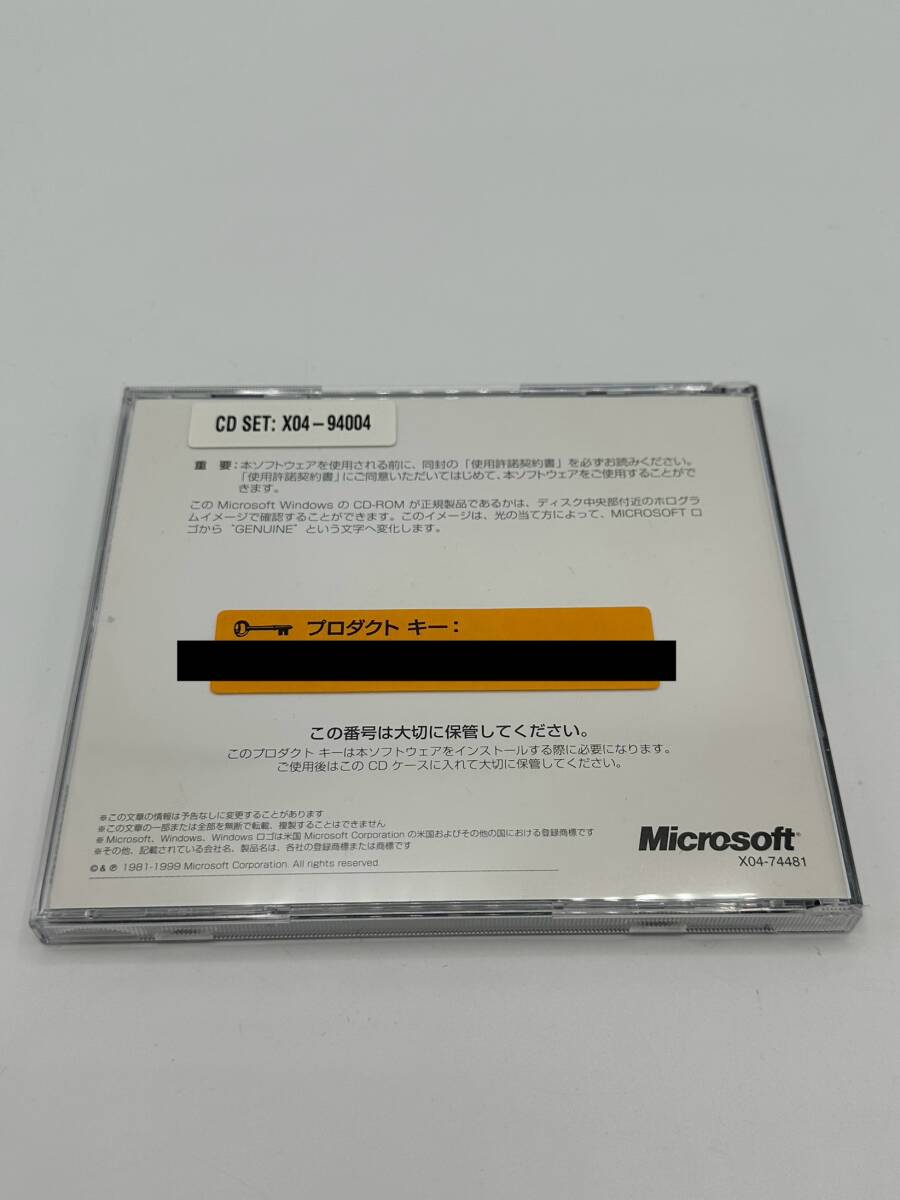 CD SET: X04-94004
重　要：本ソフトウェアを使用される前に、同封の「使用許諾契約書」を必ずお読みください。
「使用許諾契約書」にご同意いただいてはじめて、本ソフトウェアをご使用することがで
きます。
この Microsoft Windows の CD-ROM が正規製品であるかは、ディスク中央部付近のホログラ
ムイメージで確認することができます。このイメージは、光の当て方によって、MICROSOFT ロ
ゴから "GENUINE" という文字へ変化します。
プロダクト キー：
この番号は大切に保管してください。
このプロダクト キーは本ソフトウェアをインストールする際に必要になります。
ご使用後はこの CD ケースに入れて大切に保管してください。
※この文章の情報は予告なしに変更することがあります
※この文章の一部または全部を無断で転載、複製することはできません
※Microsoft、Windows、Windows ロゴは米国 Microsoft Corporation の米国およびその他の国における登録商標です
※その他、記載されている会社名、製品名は、各社の登録商標または商標です
©&℗ 1981-1999 Microsoft Corporation. All rights reserved.
Microsoft®
X04-74481